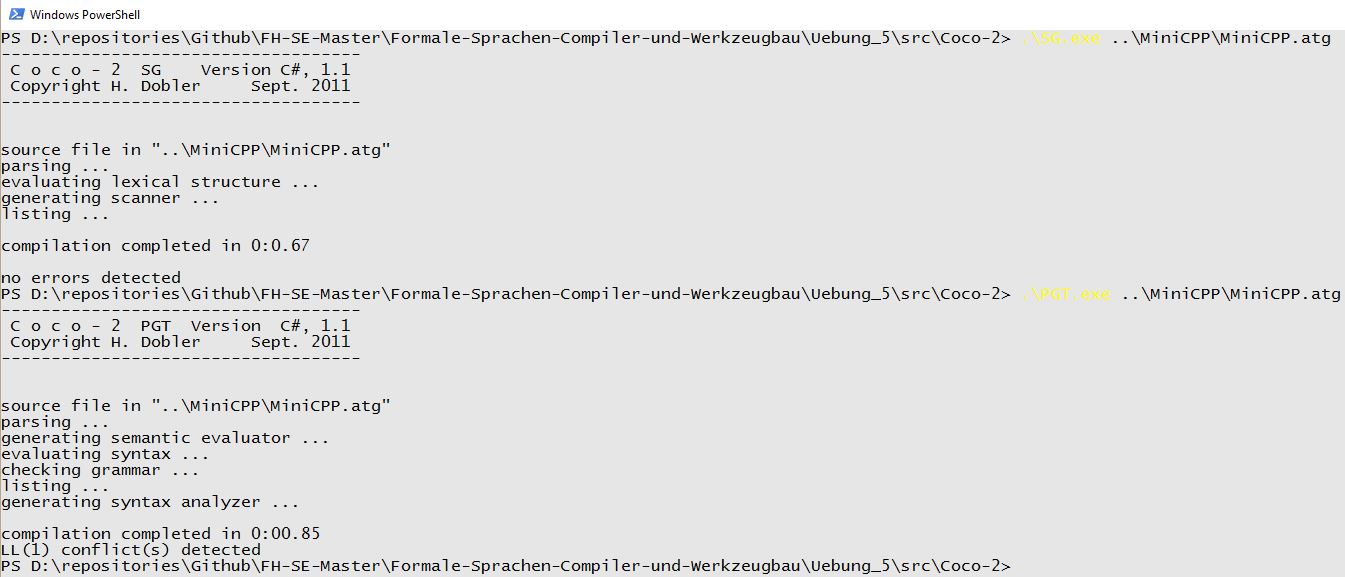 Windows PowerShell
PS D:\repositories\Github\FH-SE-Master\Formale-Sprachen-Compiler-und-Werkzeugbau\Uebung_5\src\Coco-2> .\SG.exe ..\MiniCPP\MiniCPP.atg
------------------------------------
C o c o - 2  SG    Version C#, 1.1
Copyright H. Dobler     Sept. 2011
------------------------------------
source file in "..\MiniCPP\MiniCPP.atg"
parsing ...
evaluating lexical structure ...
generating scanner ...
listing ...
compilation completed in 0:0.67
no errors detected
PS D:\repositories\Github\FH-SE-Master\Formale-Sprachen-Compiler-und-Werkzeugbau\Uebung_5\src\Coco-2> .\PGT.exe ..\MiniCPP\MiniCPP.atg
------------------------------------
C o c o - 2  PGT  Version  C#, 1.1
Copyright H. Dobler     Sept. 2011
------------------------------------
source file in "..\MiniCPP\MiniCPP.atg"
parsing ...
generating semantic evaluator ...
evaluating syntax ...
checking grammar ...
listing ...
generating syntax analyzer ...
compilation completed in 0:00.85
LL(1) conflict(s) detected
PS D:\repositories\Github\FH-SE-Master\Formale-Sprachen-Compiler-und-Werkzeugbau\Uebung_5\src\Coco-2>